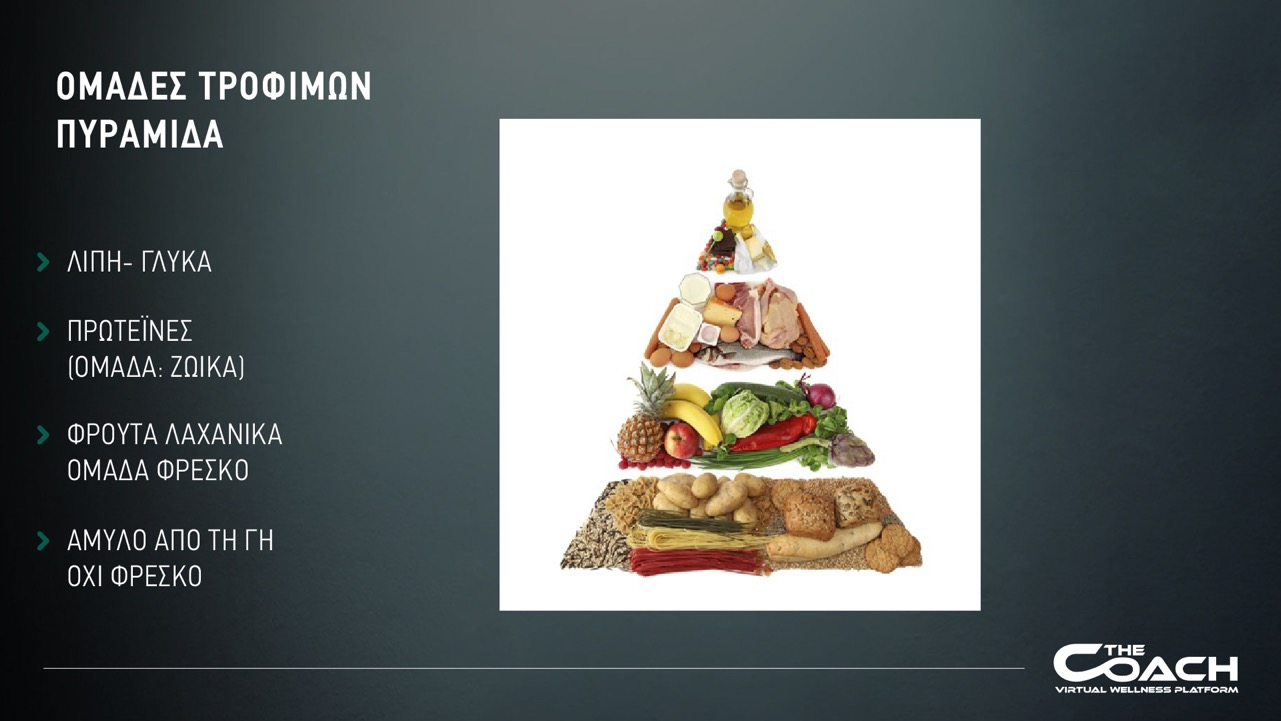 ΟΜΑΔΕΣ ΤΡΟΦΙΜΩΝ
ΠΥΡΑΜΙΔΑ
ΛΙΠΗ- ΓΛΥΚΑ
ΠΡΩΤΕΪΝΕΣ
(ΟΜΑΔΑ: ΖΩΙΚΑ)
ΦΡΟΥΤΑ ΛΑΧΑΝΙΚΑ
ΟΜΑΔΑ ΦΡΕΣΚΟ
ΑΜΥΛΟ ΑΠΟ ΤΗ ΓΗ
ΟΧΙ ΦΡΕΣΚΟ
THE
COACH
VIRTUAL WELLNESS PLATFORM